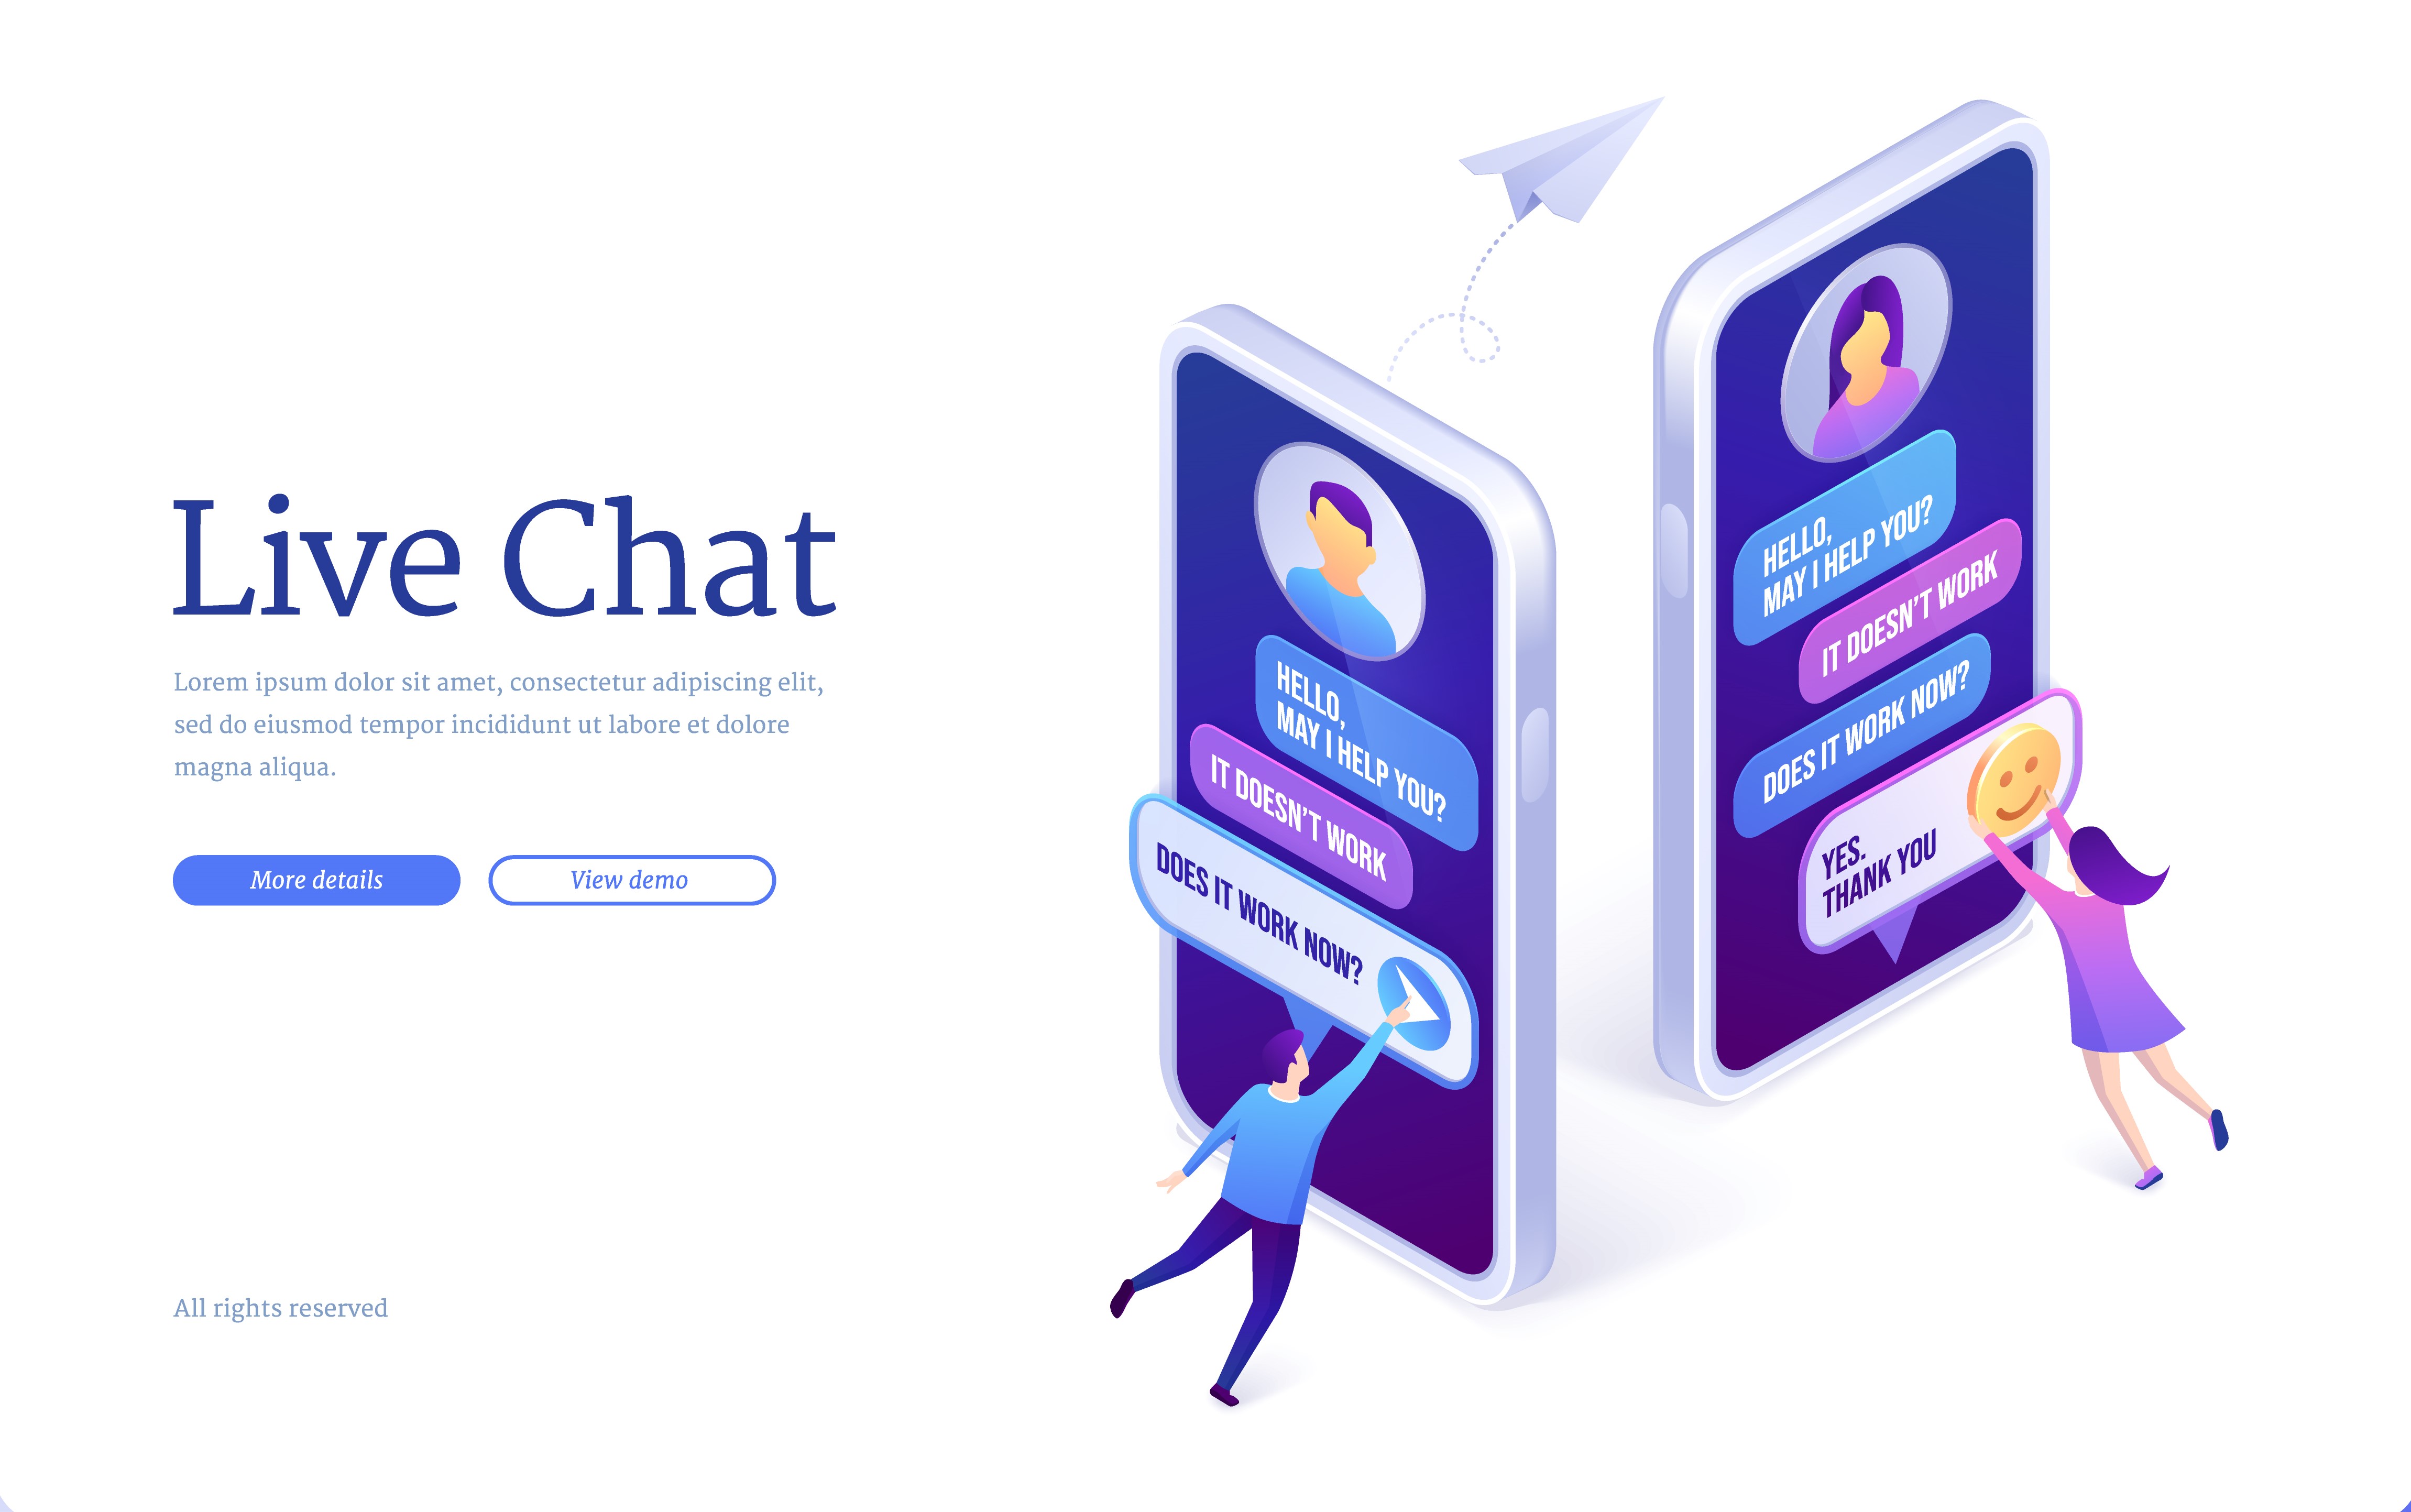 Live Chat
Lorem ipsum dolor sit amet, consectetur adipiscing elit,
sed do eiusmod tempor incididunt ut labore et dolore
magna aliqua.
More details
View demo
All rights reserved
HELLO,
MAY I HELP YOU?
IT DOESN'T WORK
DOES IT WORK NOW?
HELLO,
MAY I HELP YOU?
IT DOESN'T WORK
DOES IT WORK NOW?
YES.
THANK YOU